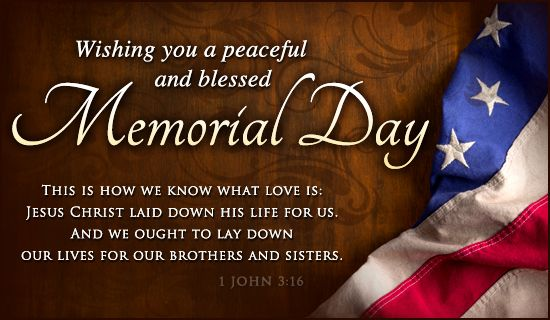 Wishing you a peaceful
and blessed
Memorial Day
This is how we know what love is:
Jesus Christ laid down his life for us.
And we ought to lay down
our lives for our brothers and sisters.
1 John 3:16